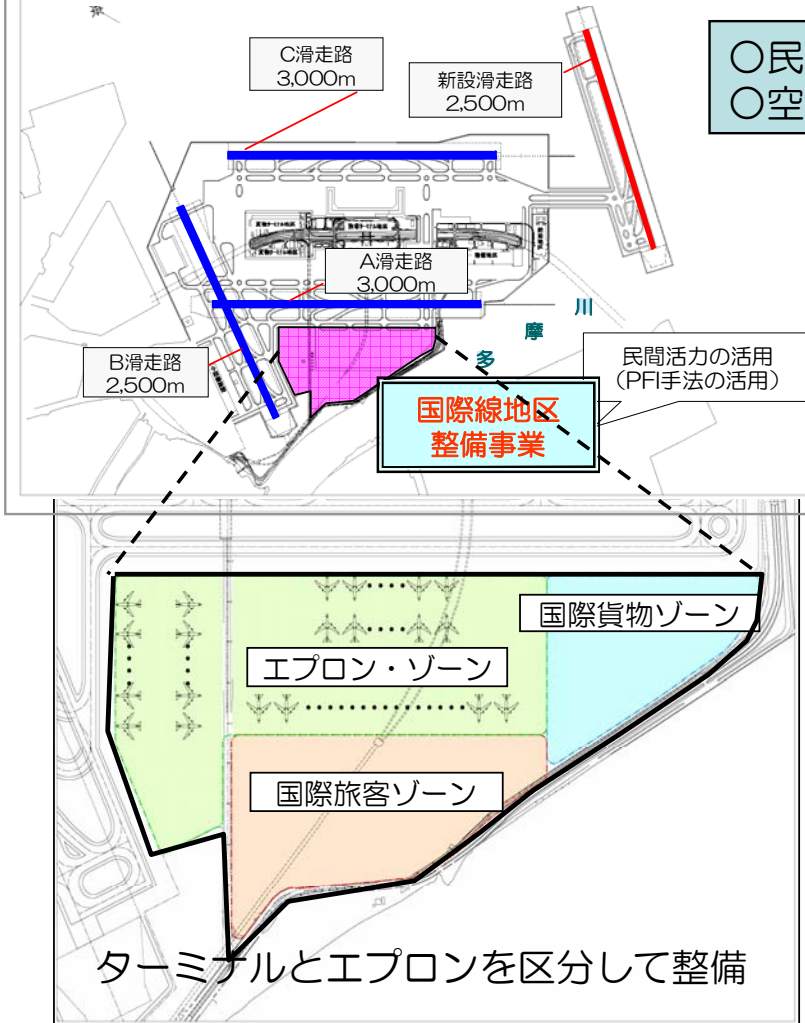 C滑走路
3,000m
新設滑走路
2,500m
○民
○空
A滑走路
3,000m
B滑走路
2,500m
多
摩
川
民間活力の活用
(PFI手法の活用)
国際線地区
整備事業
国際貨物ゾーン
エプロン・ゾーン
国際旅客ゾーン
ターミナルとエプロンを区分して整備